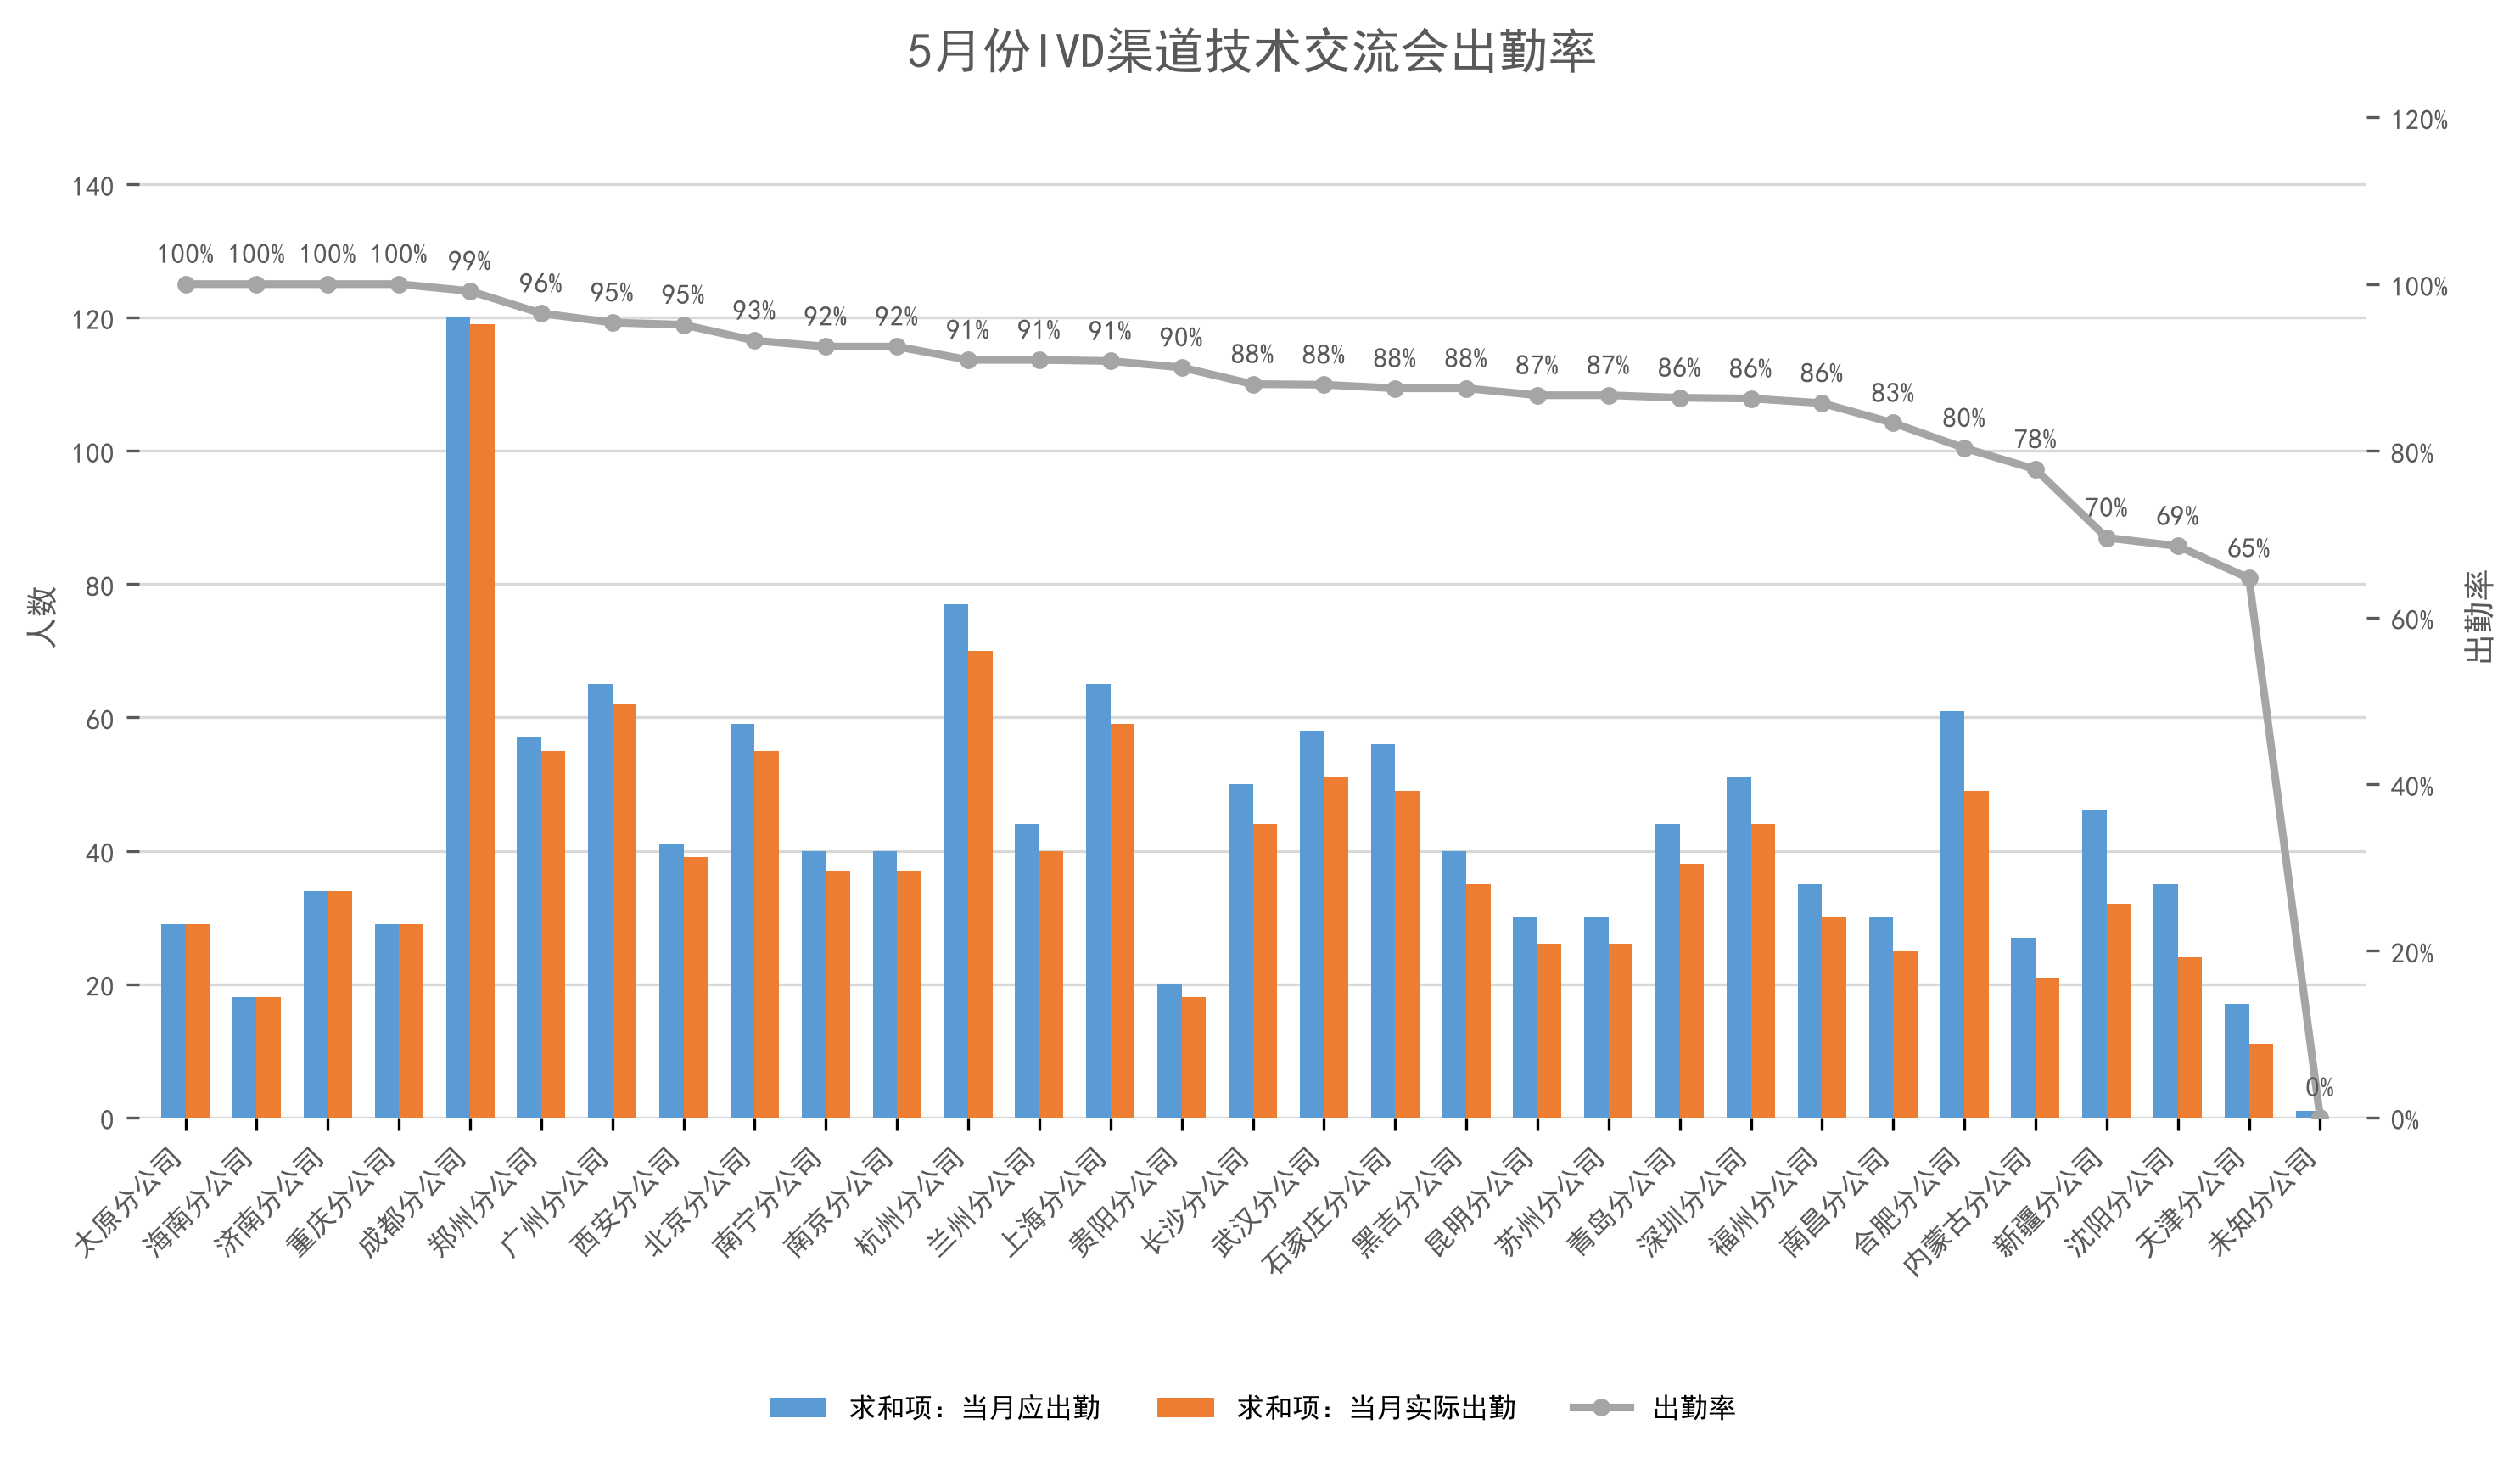 5月份IVD渠道技术交流会出勤率
120%
140
100% 100% 100% 100% 99% 96% 95% 95% 93% 92% 92% 91% 91% 91% 90% 88% 88% 88% 88% 87% 87% 86% 86% 86% 83% 80% 78% 70% 69% 65% 0%
120
100
80
60
40
20
0
人数
100%
80%
60%
40%
20%
0%
出勤率
太原分公司
海南分公司
济南分公司
重庆分公司
成都分公司
郑州分公司
广州分公司
西安分公司
北京分公司
南宁分公司
南京分公司
杭州分公司
兰州分公司
上海分公司
贵阳分公司
长沙分公司
武汉分公司
石家庄分公司
黑吉分公司
昆明分公司
苏州分公司
青岛分公司
深圳分公司
福州分公司
南昌分公司
合肥分公司
内蒙古分公司
新疆分公司
沈阳分公司
天津分公司
未知分公司
求和项：当月应出勤 求和项：当月实际出勤 出勤率